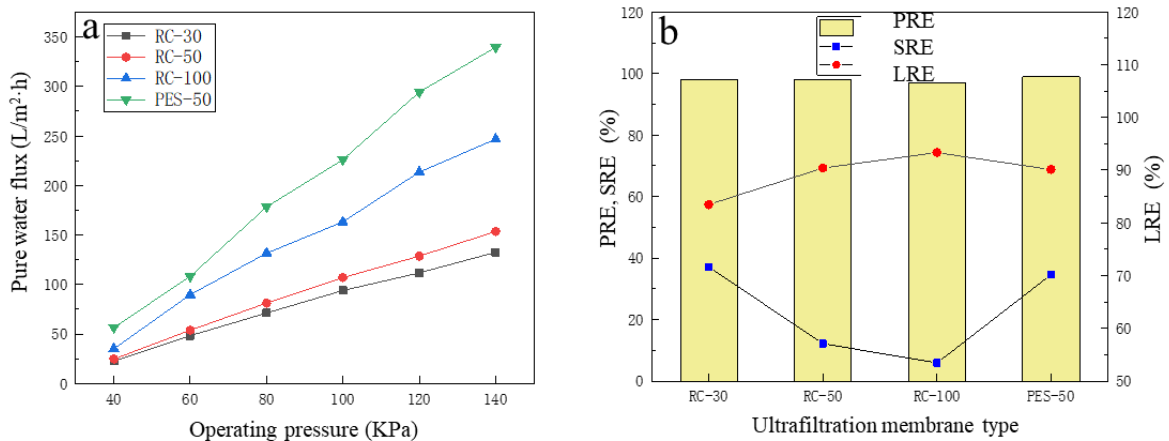 a
RC-30
RC-50
RC-100
PES-50
350
300
250
200
150
100
50
0
Pure water flux (L/m²·h)
40 60 80 100 120 140
Operating pressure (KPa)
b
PRE
SRE
LRE
120
100
80
60
40
20
0
PRE, SRE (%)
120
110
100
90
80
70
60
50
LRE (%)
RC-30 RC-50 RC-100 PES-50
Ultrafiltration membrane type